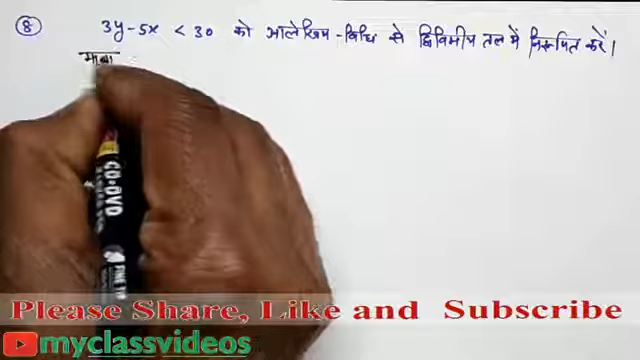 ⑧ 3y - 5x < 30 को आलेखिय - विधि से द्विविमीय तल में निरूपित करें।
माना
Please Share, Like and Subscribe
myclassvideos